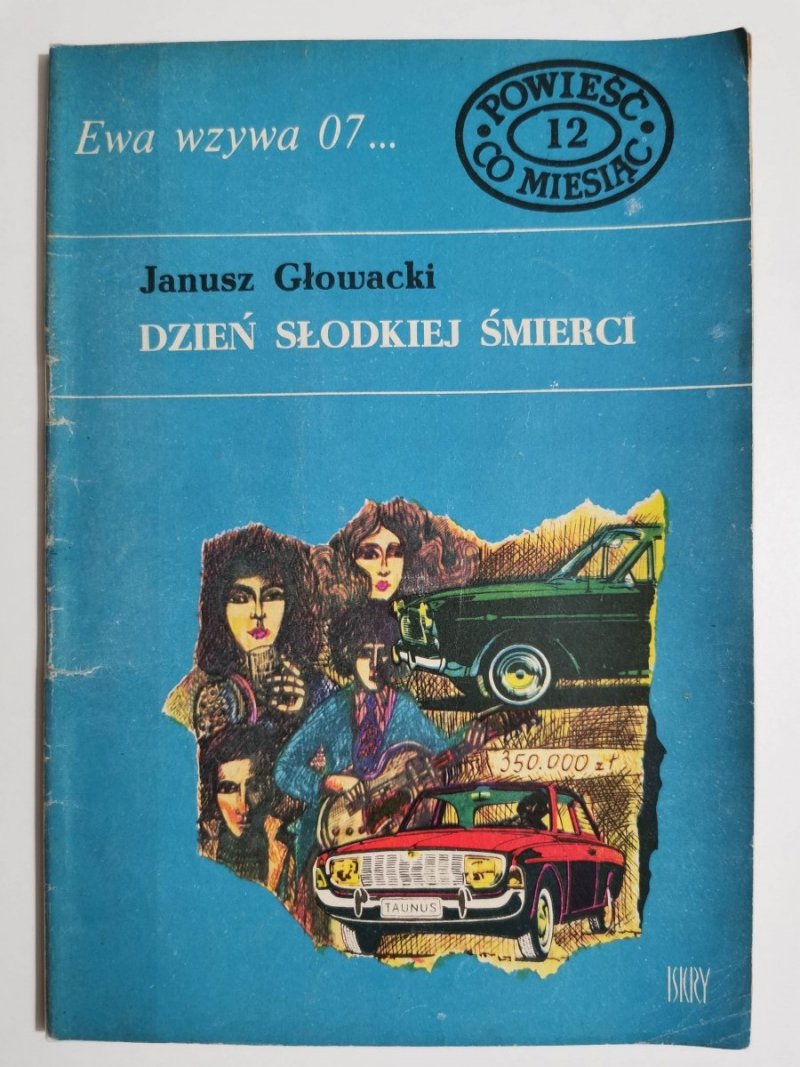 Ewa wzywa 07...
POWIEŚĆ
12
CO MIESIĄC
Janusz Głowacki
DZIEŃ SŁODKIEJ ŚMIERCI
350.000 zł
TAUNUS
ISKRY